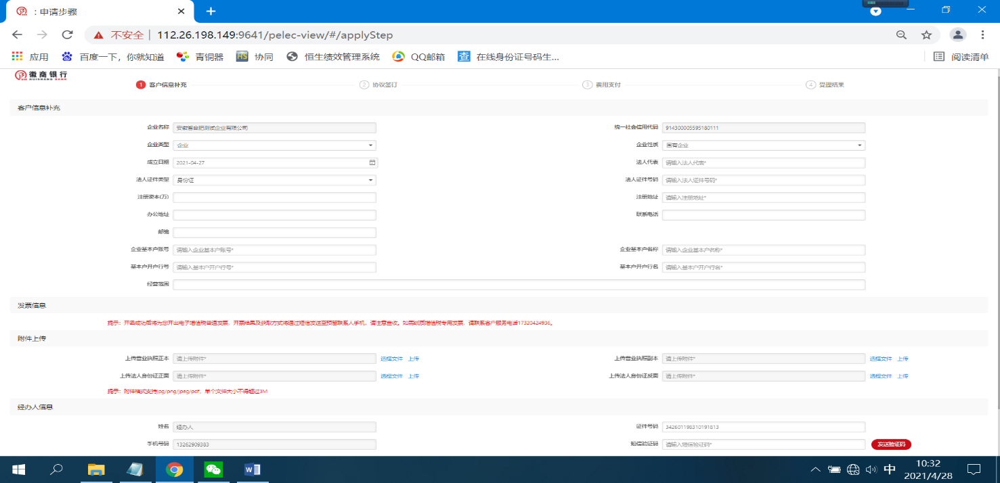 ：申请步骤
不安全 | 112.26.198.149:9641/pelec-view/#/applyStep
应用 百度一下，你就知道 青铜器 协同 恒生绩效管理系统 QQ邮箱 查 在线身份证号码生... 阅读清单
徽商银行
HUISHANG BANK
1 客户信息补充 2 协议签订 3 费用支付 4 受理结果
客户信息补充
企业名称 安徽省合肥测试企业有限公司 统一社会信用代码 914300005595180111
企业类型 企业 企业性质 国有企业
成立日期 2021-04-27 法人代表 请输入法人代表*
法人证件类型 身份证 法人证件号码 请输入法人证件号码*
注册资本(万) 注册地址 请输入注册地址*
办公地址 联系电话
邮编
企业基本户账号 请输入企业基本户账号* 企业基本户名称 请输入企业基本户名称*
基本户开户行号 请输入基本户开户行号* 基本户开户行名 请输入基本户开户行名*
经营范围
发票信息
提示：开函成功后将为您开出电子增值税普通发票，开票结果及获取方式将通过短信发送至预留联系人手机，请注意查收。如需纸质增值税专用发票，请联系客户服务电话17320424936。
附件上传
上传营业执照正本 请上传附件* 选择文件 上传 上传营业执照副本 请上传附件* 选择文件 上传
上传法人身份证正面 请上传附件* 选择文件 上传 上传法人身份证反面 请上传附件* 选择文件 上传
提示：附件格式支持jpg/png/jpeg/pdf，单个文件大小不得超过3M
经办人信息
姓名 经办人 证件号码 342601198310191813
手机号码 13262909383 短信验证码 请输入短信验证码* 发送验证码
中 10:32
2021/4/28